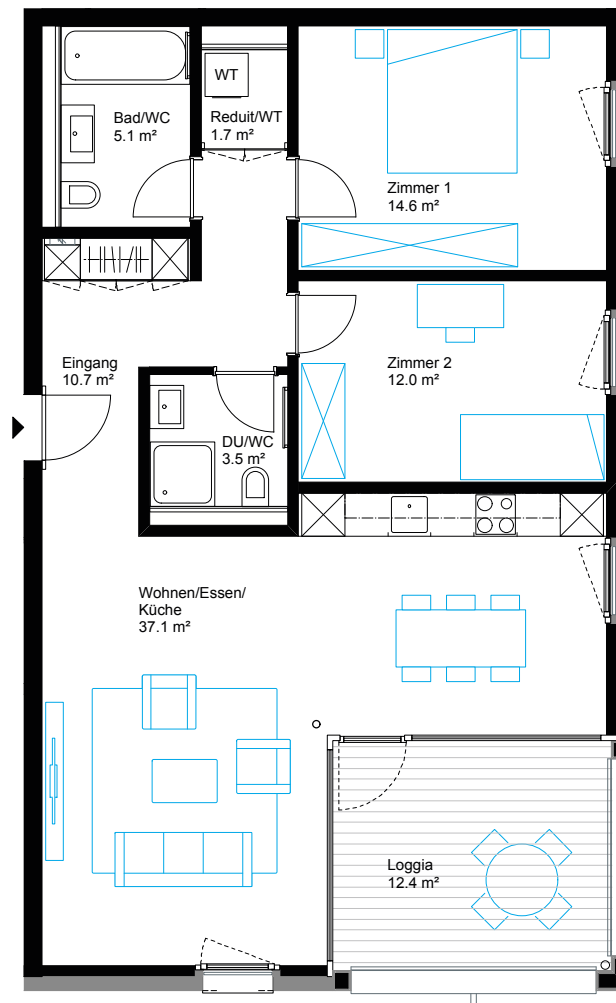 WT
Bad/WC
5.1 m²
Reduit/WT
1.7 m²
Zimmer 1
14.6 m²
Eingang
10.7 m²
Zimmer 2
12.0 m²
DU/WC
3.5 m²
Wohnen/Essen/
Küche
37.1 m²
Loggia
12.4 m²